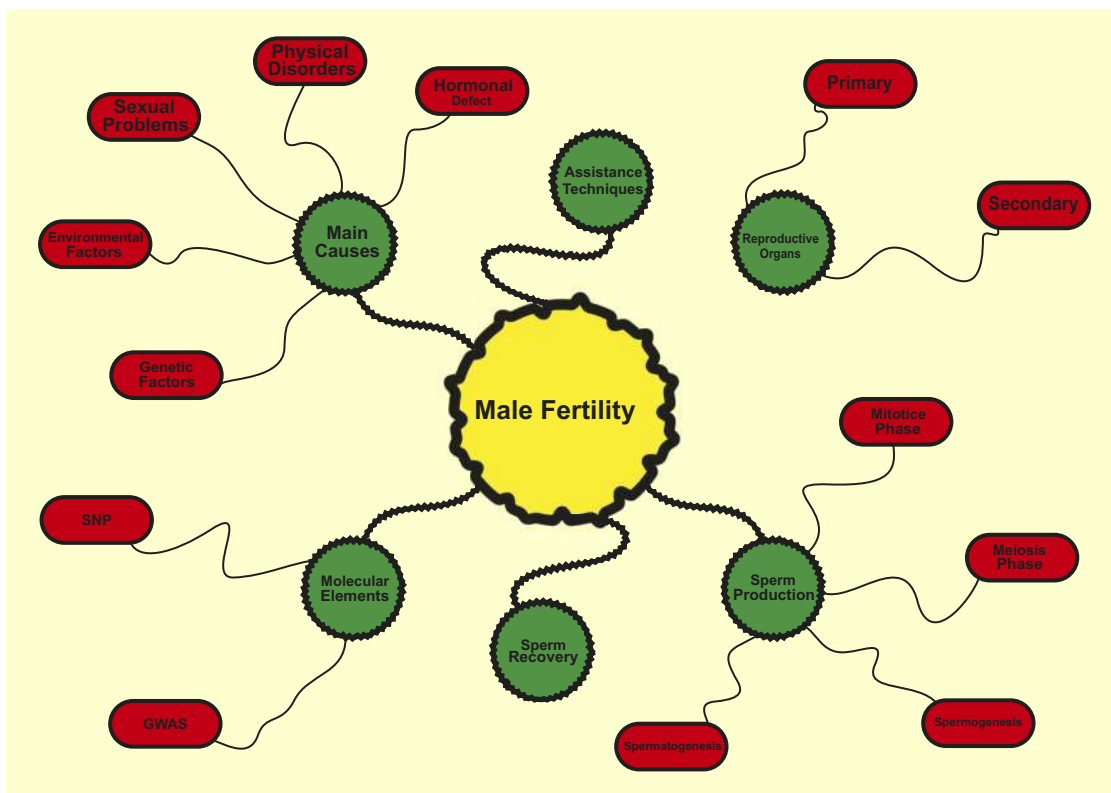 Physical
Disorders
Hormonal
Defect
Sexual
Problems
Primary
Assistance
Techniques
Secondary
Main
Causes
Reproductive
Organs
Environmental
Factors
Genetic
Factors
Male Fertility
Mitotice
Phase
SNP
Meiosis
Phase
Molecular
Elements
Sperm
Production
Sperm
Recovery
GWAS
Spermatogenesis
Spermogenesis